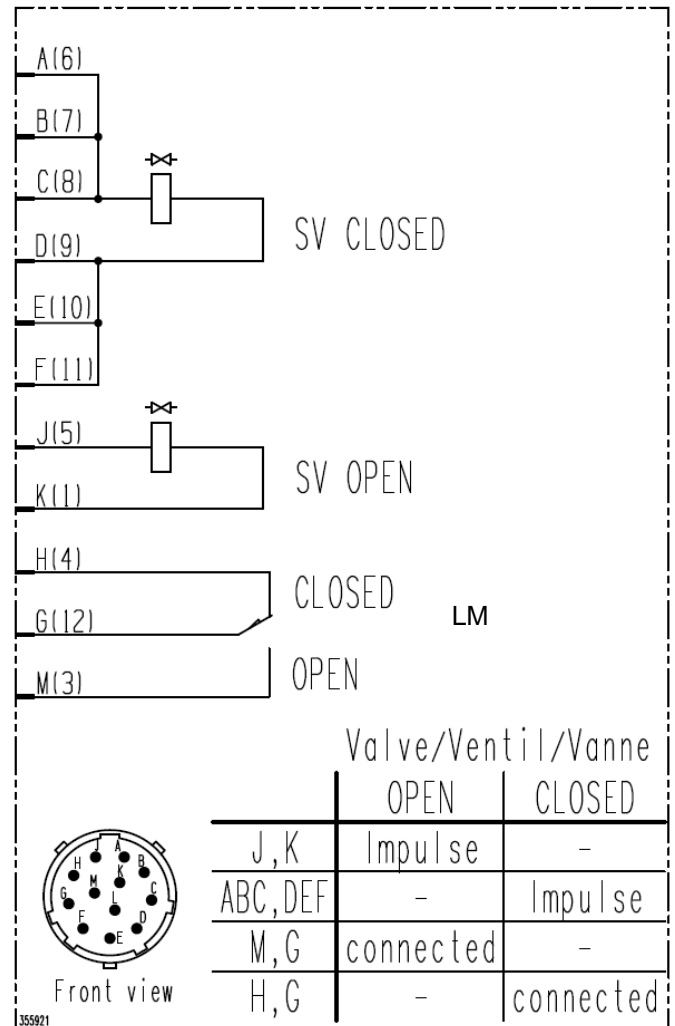 A(6)
B(7)
C(8)
D(9)
SV CLOSED
E(10)
F(11)
J(5)
SV OPEN
K(1)
H(4)
CLOSED
G(12)
LM
OPEN
M(3)
Valve/Ventil/Vanne
OPEN CLOSED
J,K Impulse –
ABC,DEF – Impulse
M,G connected –
H,G – connected
J A
H K B
G M L C
F D
E
Front view
355921